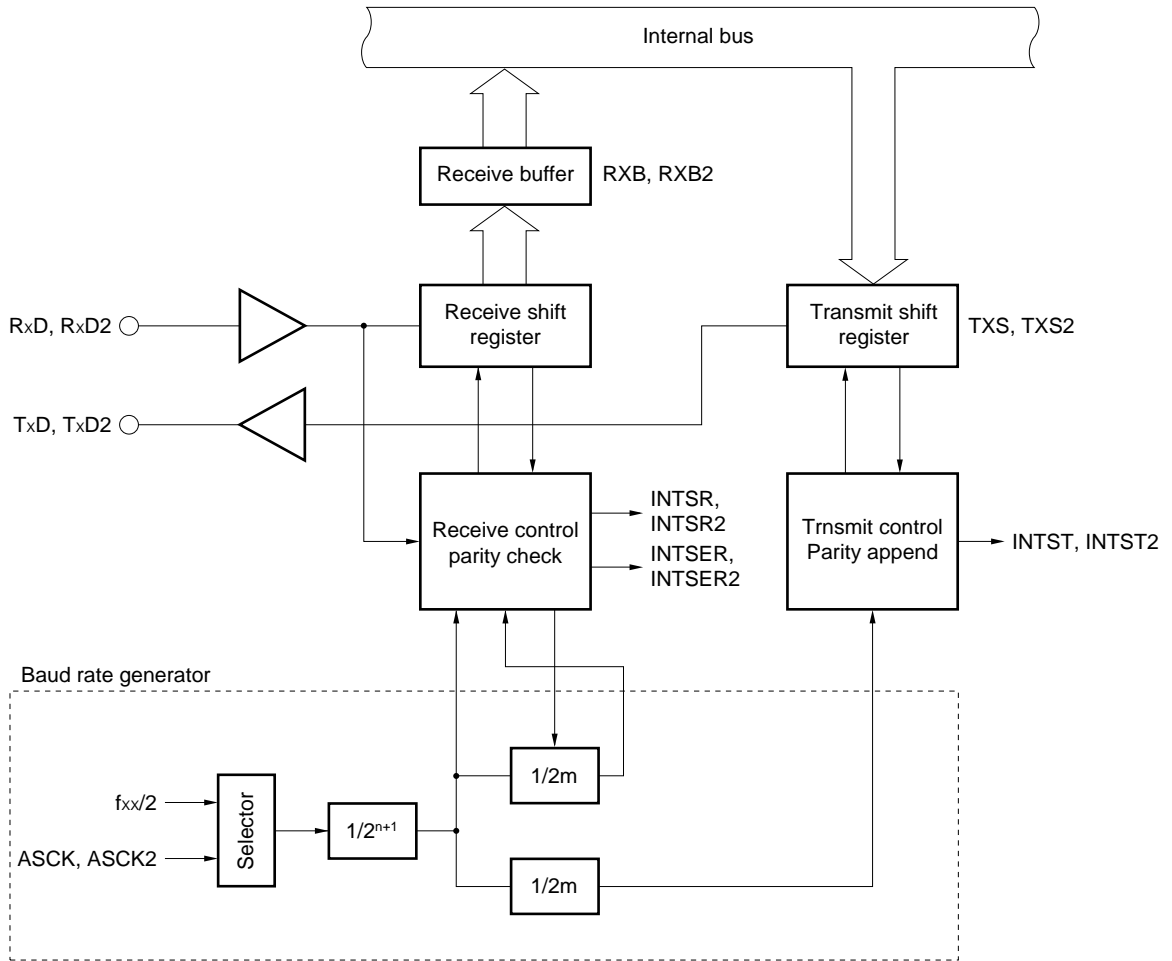 Internal bus
Receive buffer
RXB, RXB2
RxD, RxD2
Receive shift
register
Transmit shift
register
TXS, TXS2
TxD, TxD2
Receive control
parity check
INTSR,
INTSR2
INTSER,
INTSER2
Trnsmit control
Parity append
INTST, INTST2
Baud rate generator
fxx/2
ASCK, ASCK2
Selector
1/2ⁿ⁺¹
1/2m
1/2m